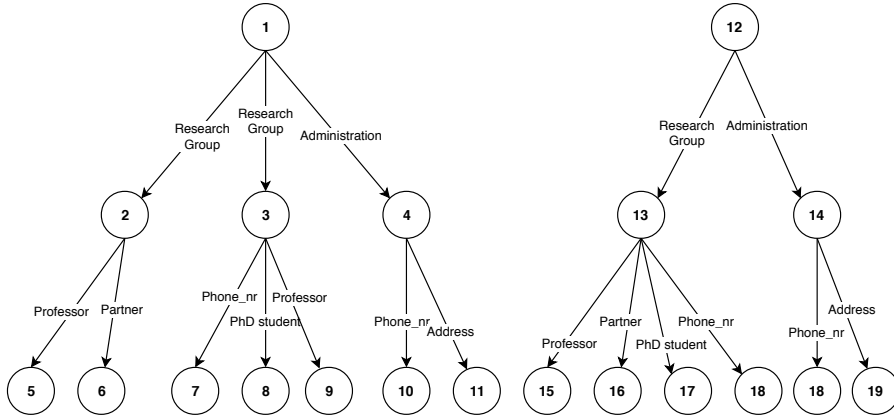 1
12
Research
Group
Research
Group
Administration
Research
Group
Administration
2
3
4
13
14
Professor
Partner
Phone_nr
PhD student
Professor
Phone_nr
Address
Professor
Partner
PhD student
Phone_nr
Phone_nr
Address
5
6
7
8
9
10
11
15
16
17
18
18
19